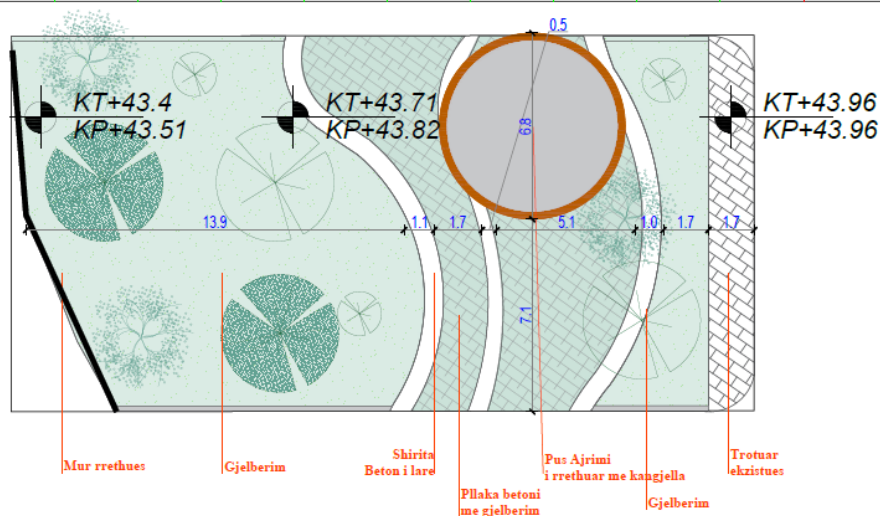 0.5
KT+43.4
KP+43.51
KT+43.71
KP+43.82
6.8
KT+43.96
KP+43.96
13.9
1.1
1.7
5.1
1.0
1.7
1.7
7.1
Mur rrethues
Gjelberim
Shirita
Beton i lare
Pllaka betoni
me gjelberim
Pus Ajrimi
i rrethuar me kangjella
Gjelberim
Trotuar
ekzistues